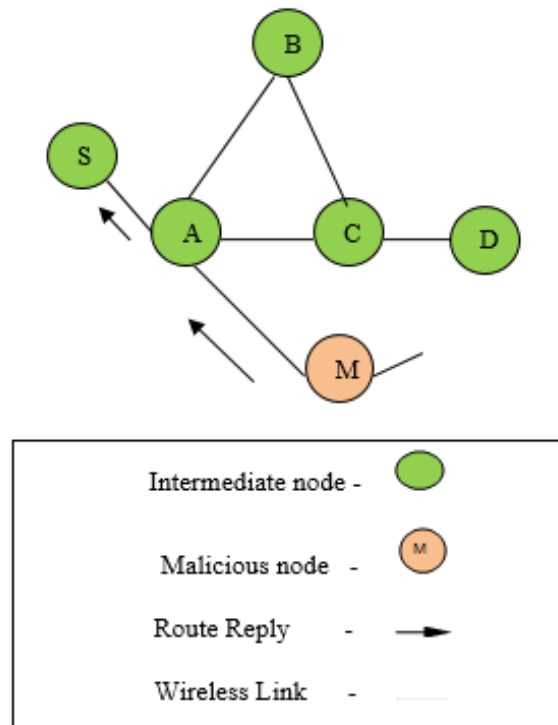 B
S
A
C
D
M
Intermediate node -
M
Malicious node -
Route Reply -
Wireless Link -